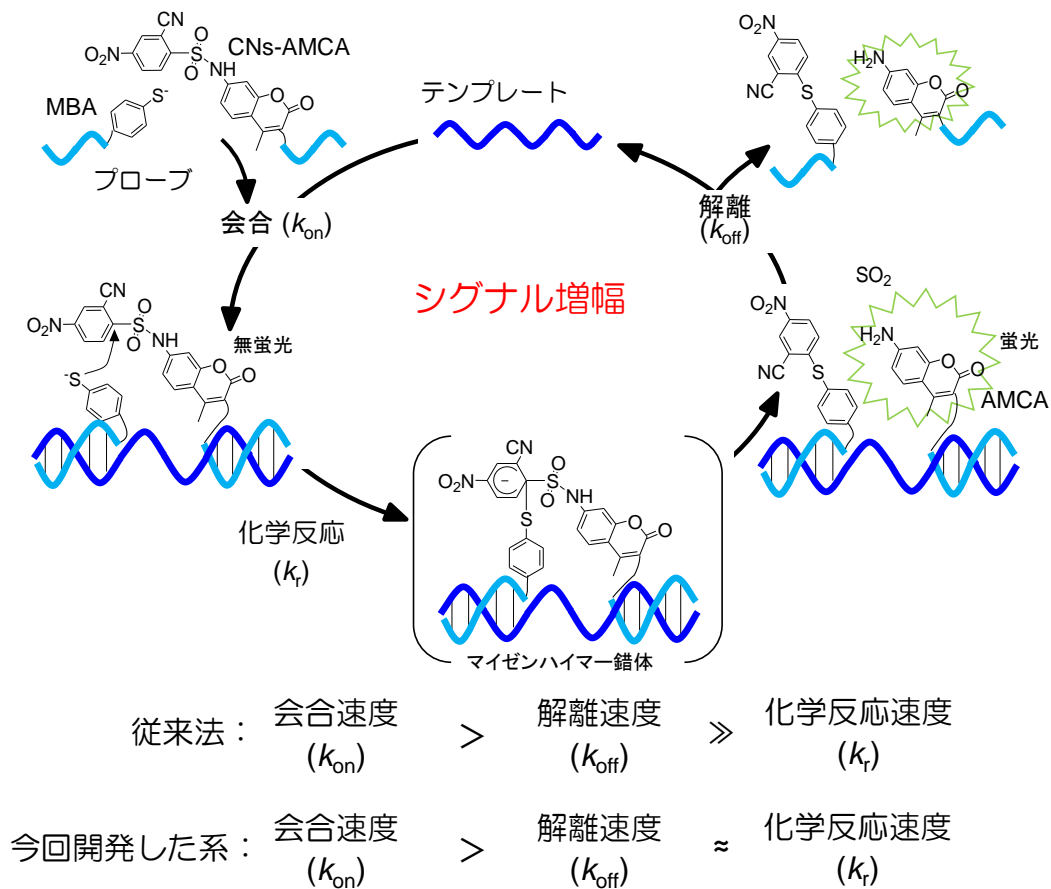 CN
O2N
S
O
O
NH
CNs-AMCA
MBA
S-
O
O
プローブ
テンプレート
NO2
NC
S
H2N
O
O
会合 (kon)
解離
(koff)
シグナル増幅
CN
O2N
S
O
O
NH
無蛍光
-S
O
O
SO2
NO2
NC
S
H2N
蛍光
O
O
AMCA
化学反応
(kr)
CN
O2N
−
S
O
O
NH
S
O
O
マイゼンハイマー錯体
従来法： 会合速度 > 解離速度 ≫ 化学反応速度
(kon) (koff) (kr)
今回開発した系： 会合速度 > 解離速度 ≈ 化学反応速度
(kon) (koff) (kr)